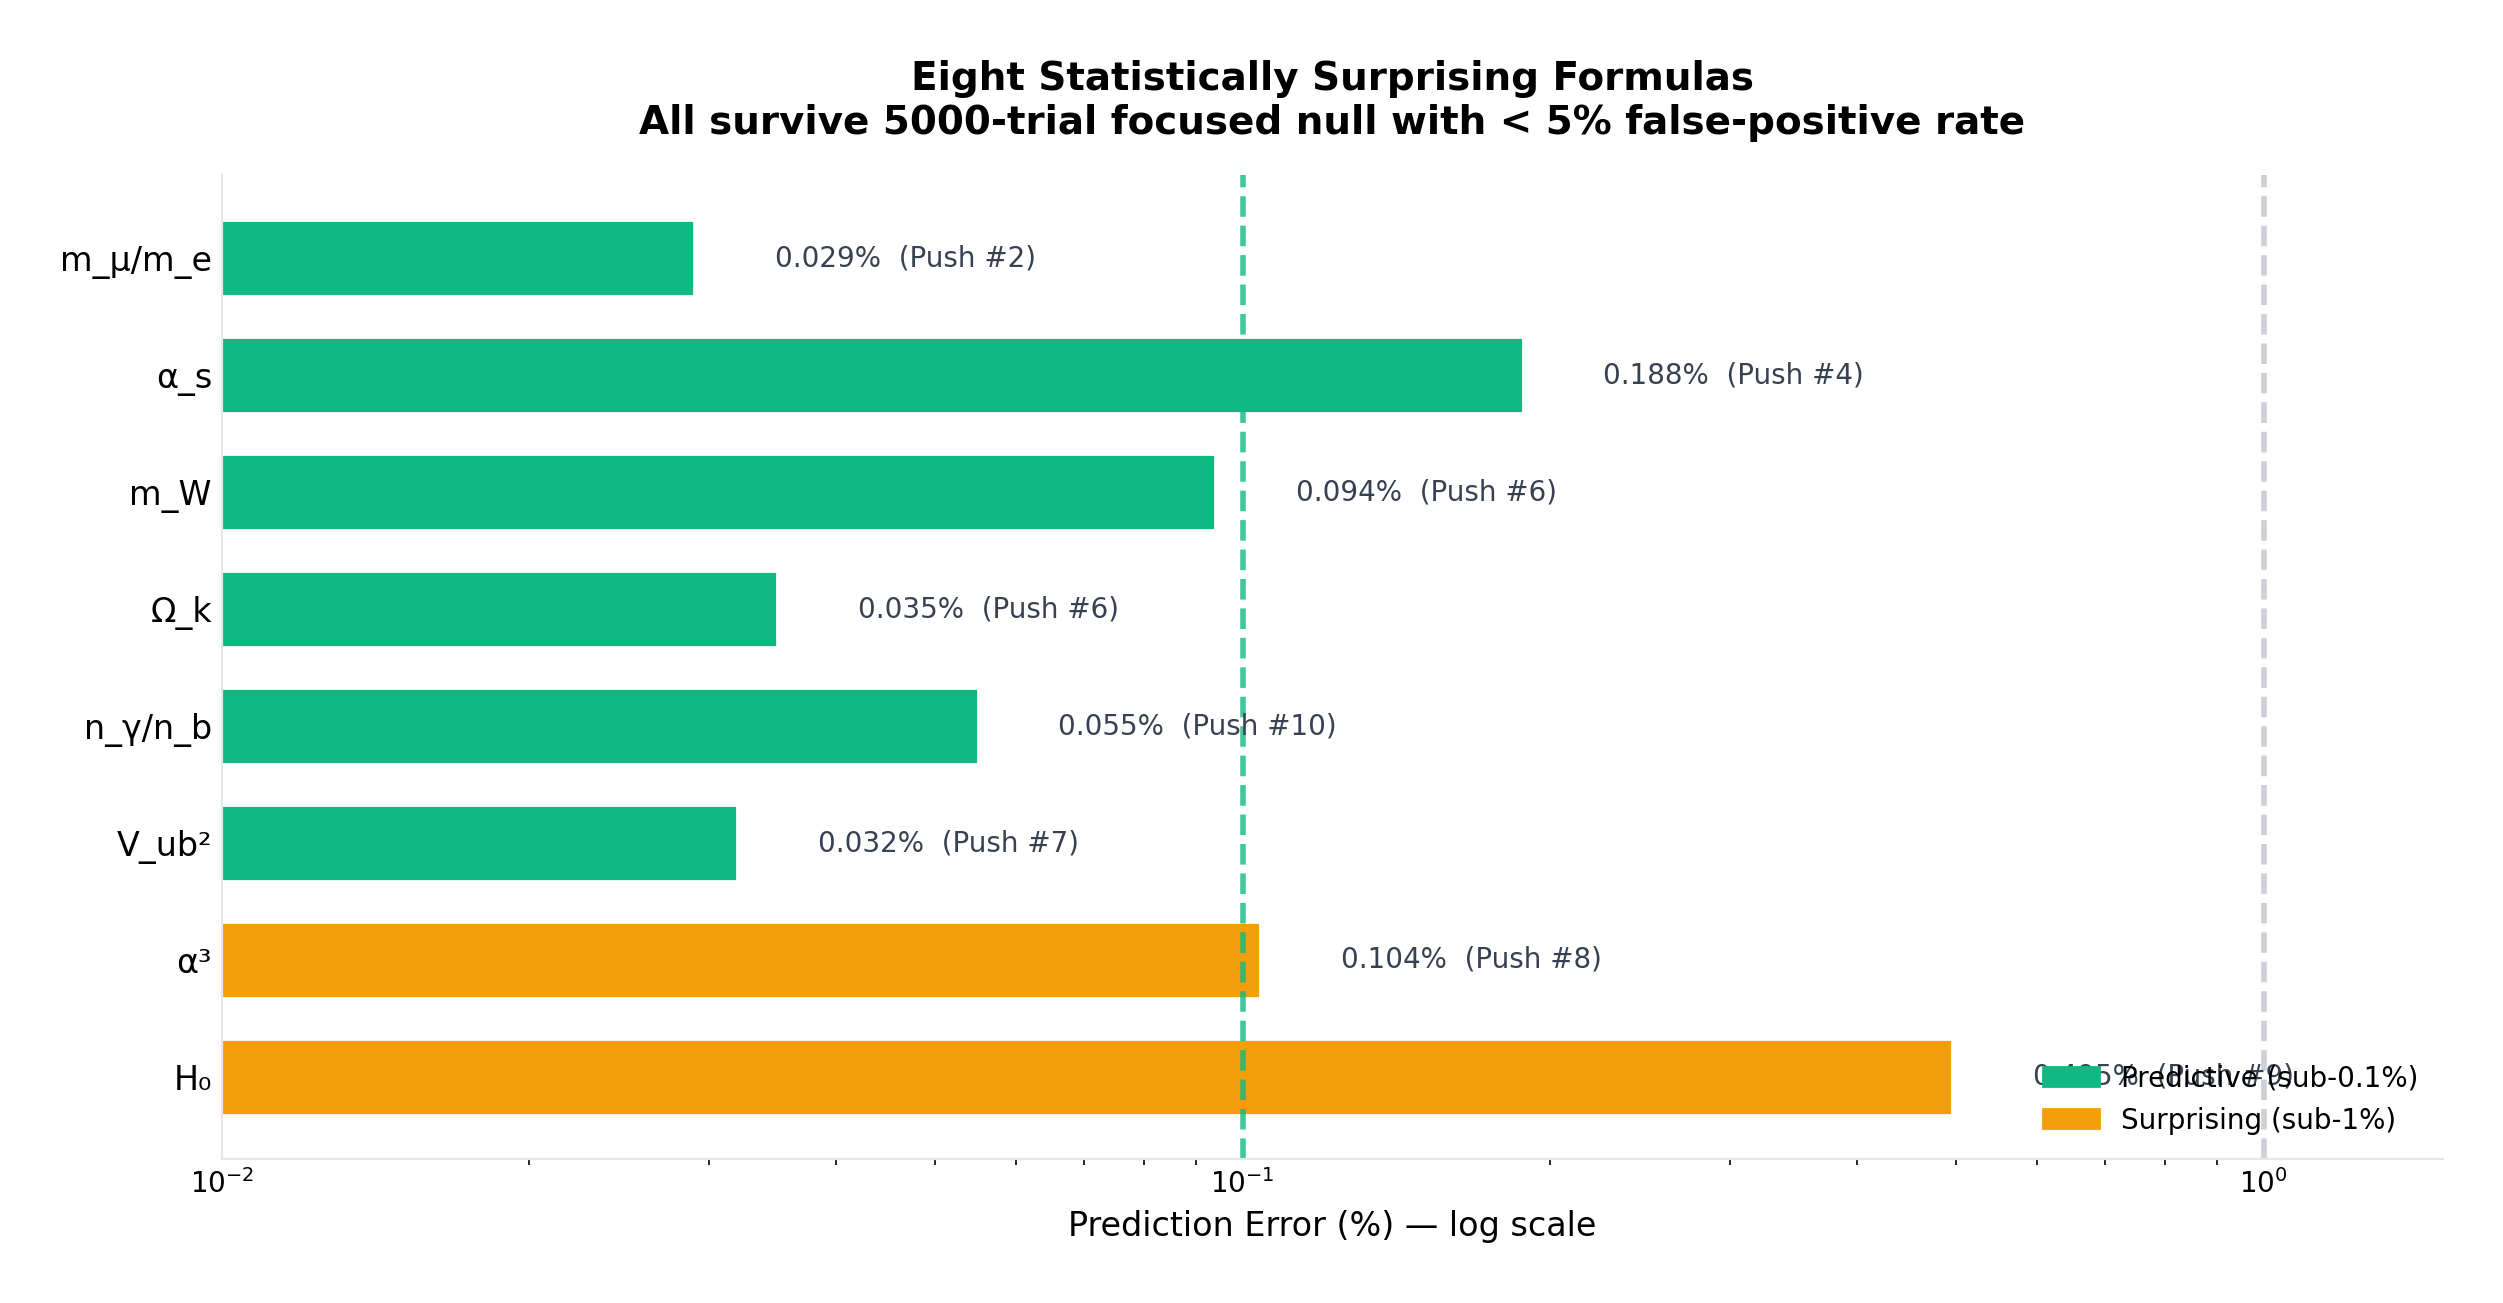 Eight Statistically Surprising Formulas
All survive 5000-trial focused null with < 5% false-positive rate
m_μ/m_e
0.029%  (Push #2)
α_s
0.188%  (Push #4)
m_W
0.094%  (Push #6)
Ω_k
0.035%  (Push #6)
n_γ/n_b
0.055%  (Push #10)
V_ub²
0.032%  (Push #7)
α³
0.104%  (Push #8)
H₀
(Push #9)
Predictive (sub-0.1%)
Surprising (sub-1%)
10⁻²
10⁻¹
10⁰
Prediction Error (%) — log scale